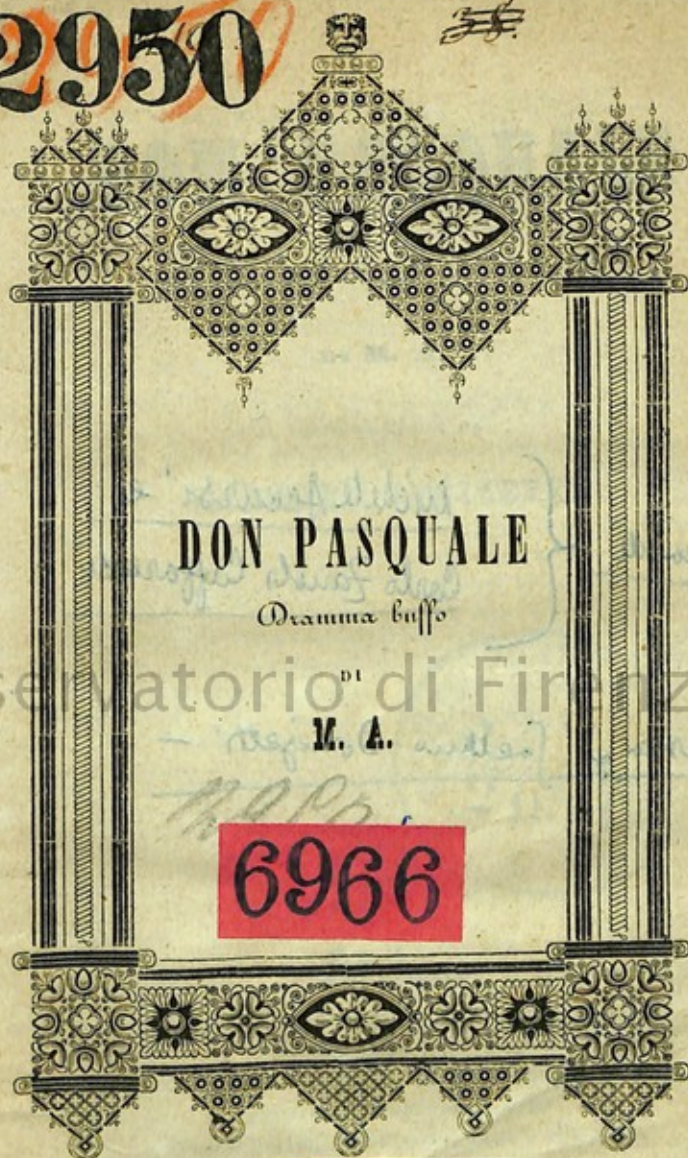 2950
DON PASQUALE
Dramma buffo
DI
M. A.
servatorio di Firenz
6966